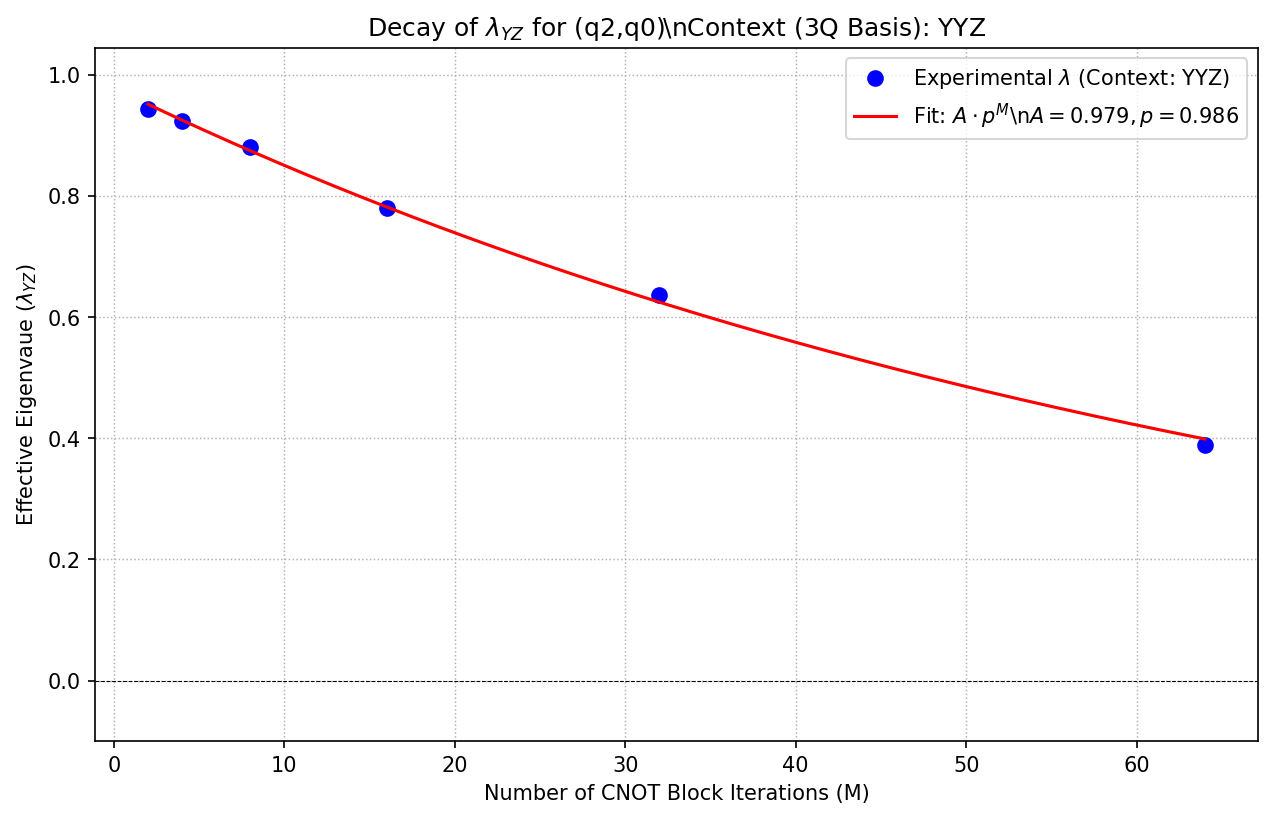 Decay of λ_YZ for (q2,q0)\nContext (3Q Basis): YYZ
Experimental λ (Context: YYZ)
Fit: A · p^M\nA = 0.979, p = 0.986
Effective Eigenvaue (λ_YZ)
1.0
0.8
0.6
0.4
0.2
0.0
0 10 20 30 40 50 60
Number of CNOT Block Iterations (M)